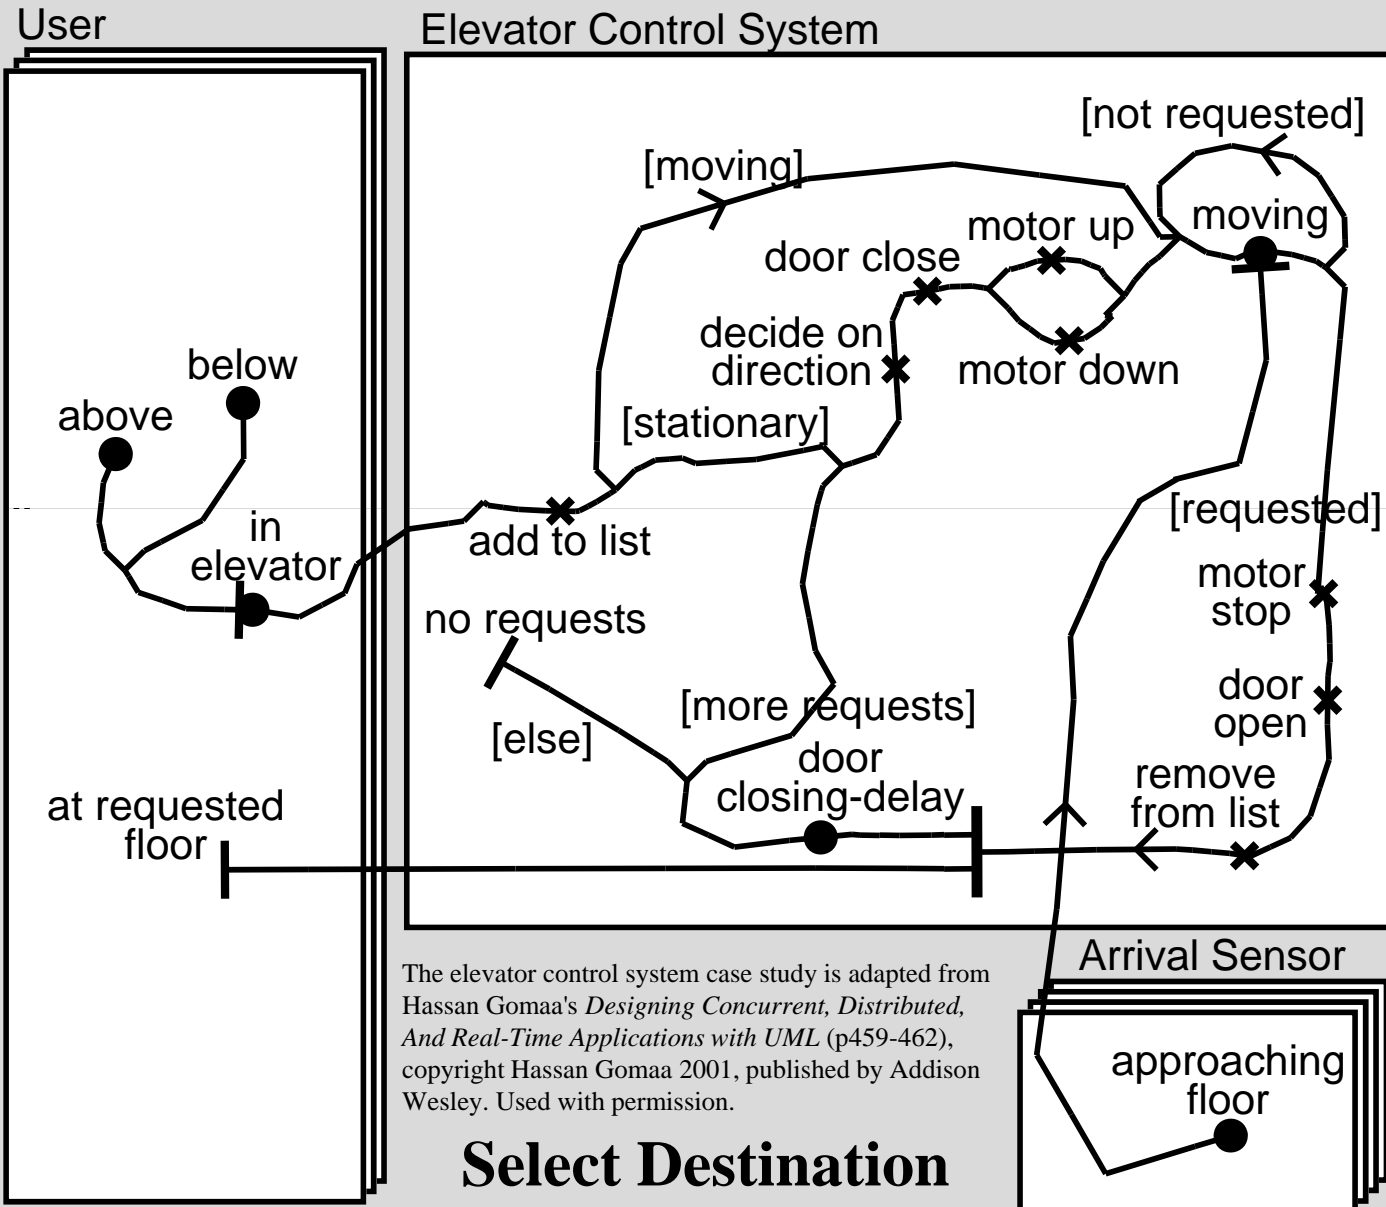 User
Elevator Control System
[not requested]
[moving]
moving
motor up
door close
decide on
direction
motor down
below
above
[stationary]
in
elevator
add to list
[requested]
motor
stop
no requests
door
open
[more requests]
[else]
door
closing-delay
remove
from list
at requested
floor
Arrival Sensor
The elevator control system case study is adapted from
Hassan Gomaa's Designing Concurrent, Distributed,
And Real-Time Applications with UML (p459-462),
copyright Hassan Gomaa 2001, published by Addison
Wesley. Used with permission.
approaching
floor
Select Destination